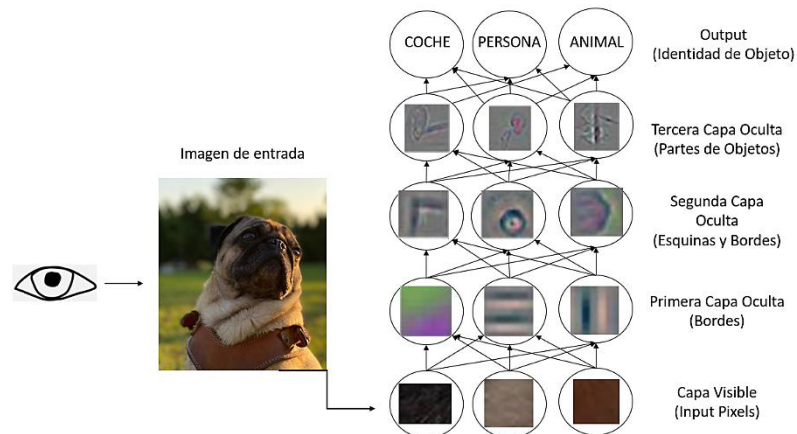 COCHE
PERSONA
ANIMAL
Output
(Identidad de Objeto)
Tercera Capa Oculta
(Partes de Objetos)
Imagen de entrada
Segunda Capa
Oculta
(Esquinas y Bordes)
Primera Capa Oculta
(Bordes)
Capa Visible
(Input Pixels)